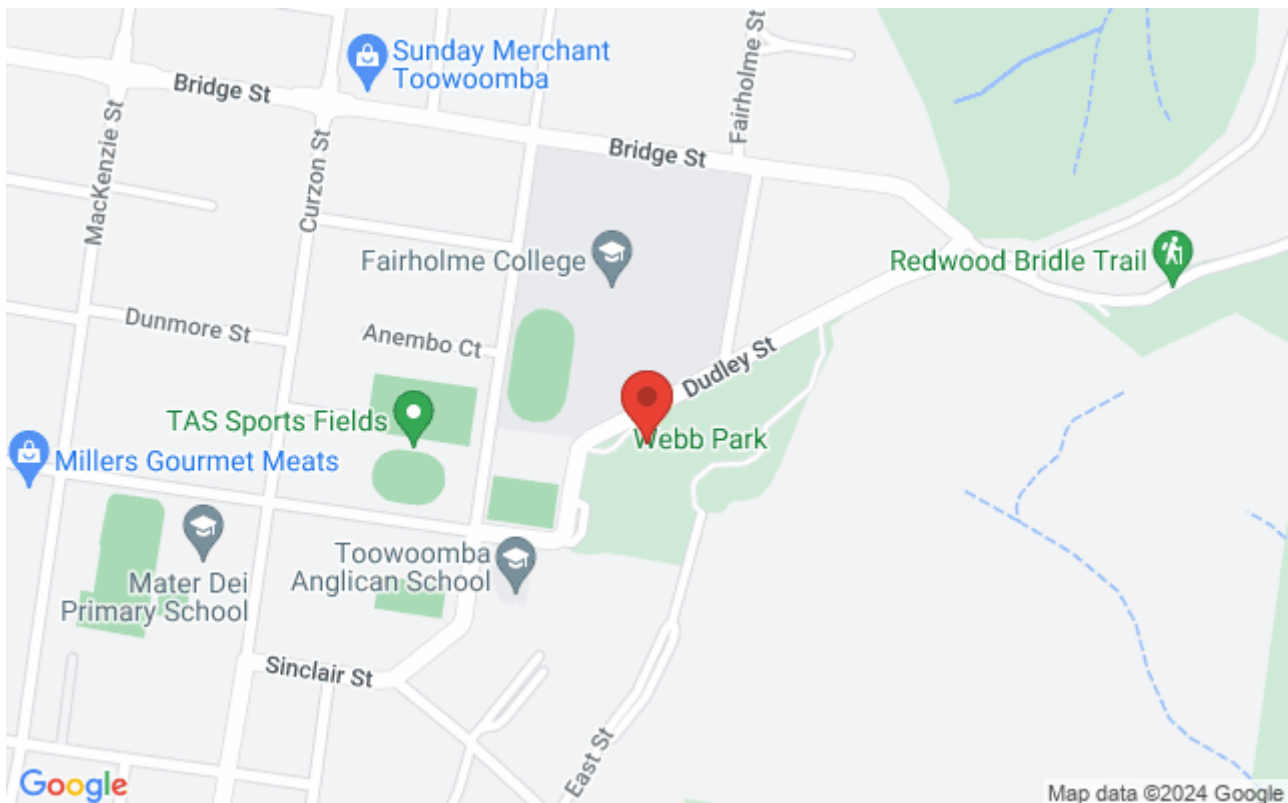 Fairholme St
Sunday Merchant
Toowoomba
Bridge St
MacKenzie St
Curzon St
Fairholme St
Bridge St
Fairholme College
Redwood Bridle Trail
Dunmore St
Anembo Ct
Dudley St
TAS Sports Fields
Webb Park
Millers Gourmet Meats
Toowoomba
Anglican School
Mater Dei
Primary School
Sinclair St
East St
Google
Map data ©2024 Google